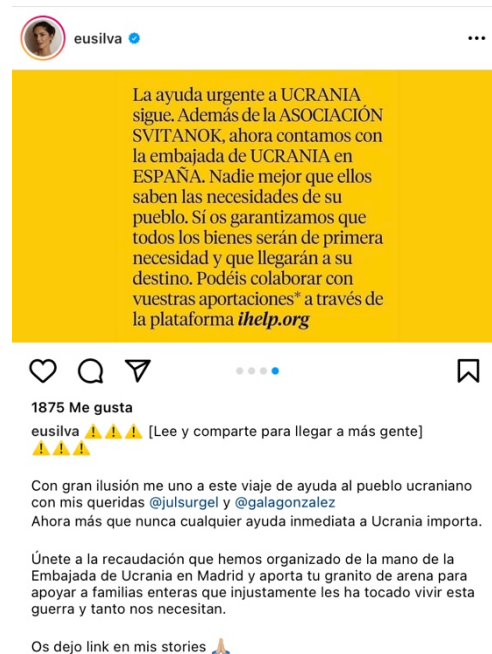 eusilva
La ayuda urgente a UCRANIA
sigue. Además de la ASOCIACIÓN
SVITANOK, ahora contamos con
la embajada de UCRANIA en
ESPAÑA. Nadie mejor que ellos
saben las necesidades de su
pueblo. Sí os garantizamos que
todos los bienes serán de primera
necesidad y que llegarán a su
destino. Podéis colaborar con
vuestras aportaciones* a través de
la plataforma ihelp.org
1875 Me gusta
eusilva ⚠️⚠️⚠️ [Lee y comparte para llegar a más gente]
⚠️⚠️⚠️
Con gran ilusión me uno a este viaje de ayuda al pueblo ucraniano
con mis queridas @julsurgel y @galagonzalez
Ahora más que nunca cualquier ayuda inmediata a Ucrania importa.
Únete a la recaudación que hemos organizado de la mano de la
Embajada de Ucrania en Madrid y aporta tu granito de arena para
apoyar a familias enteras que injustamente les ha tocado vivir esta
guerra y tanto nos necesitan.
Os dejo link en mis stories 🙏🏼